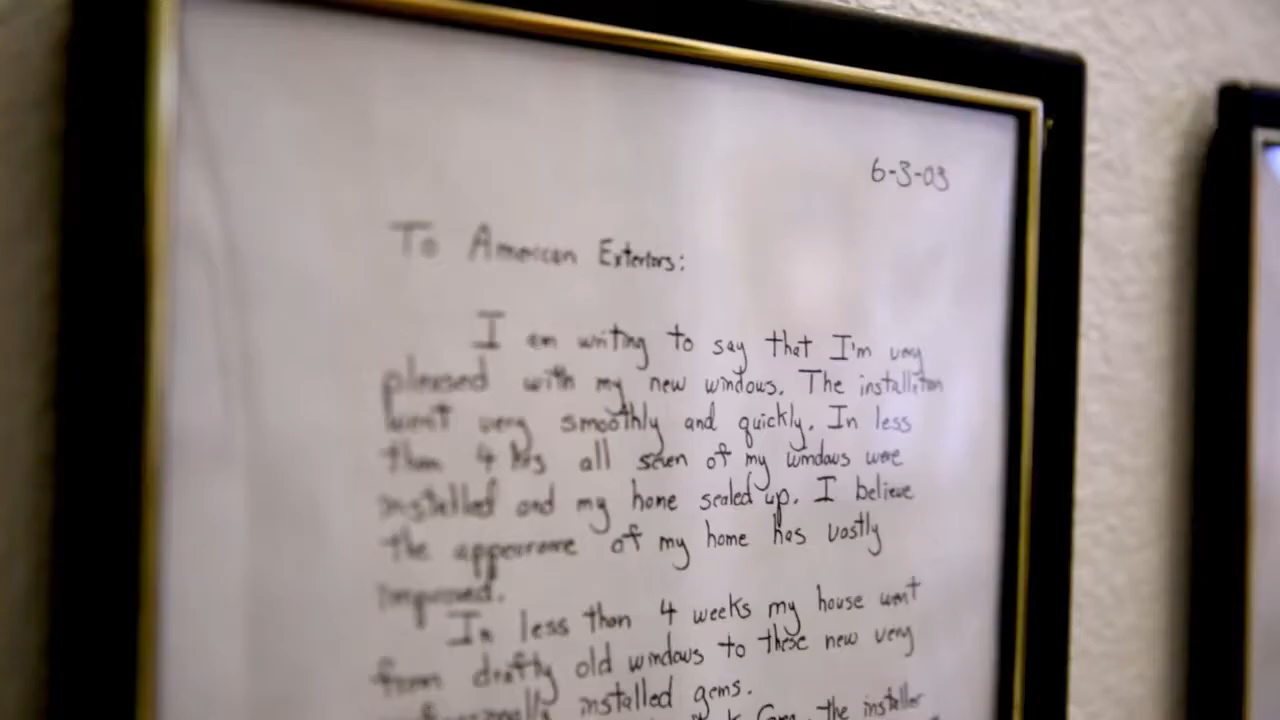 6-3-03
To American Exteriors:
I am writing to say that I'm very
pleased with my new windows. The installiton
went very smoothly and quickly. In less
than 4 hrs all seven of my windows were
installed and my home sealed up. I believe
the appearance of my home has vastly
improved.
In less than 4 weeks my house went
from drafty old windows to these new very
installed gems.
the installer